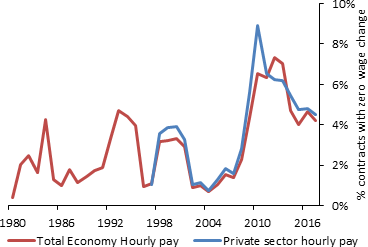 10%
8%
6%
4%
2%
0%
% contracts with zero wage change
1980 1986 1992 1998 2004 2010 2016
Total Economy Hourly pay Private sector hourly pay